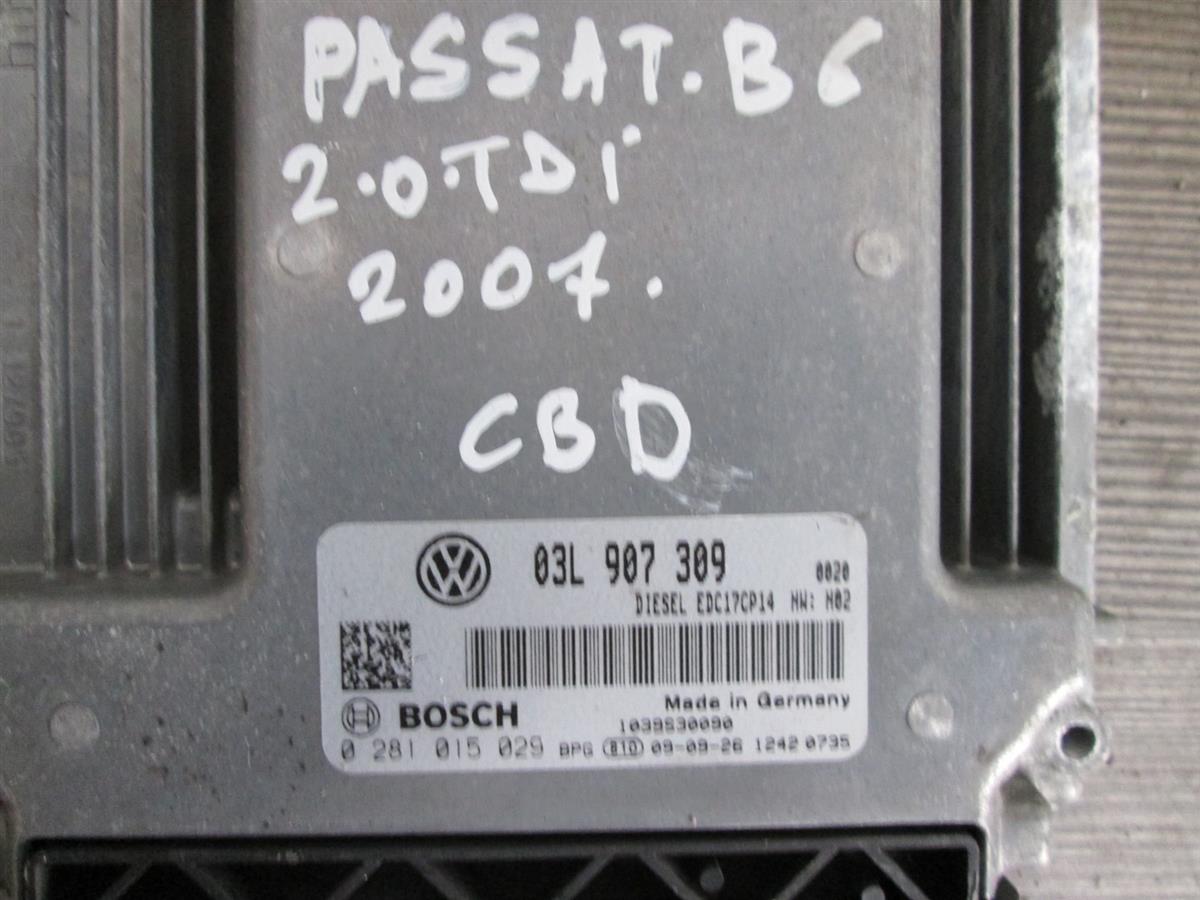 PASSAT.B6
2.0.TDi
2007.
CBD
03L 907 309
0020
DIESEL EDC17CP14 HW: H02
Made in Germany
BOSCH
1039S30090
0 281 015 029 BPG 810 09-09-26 1242 0735